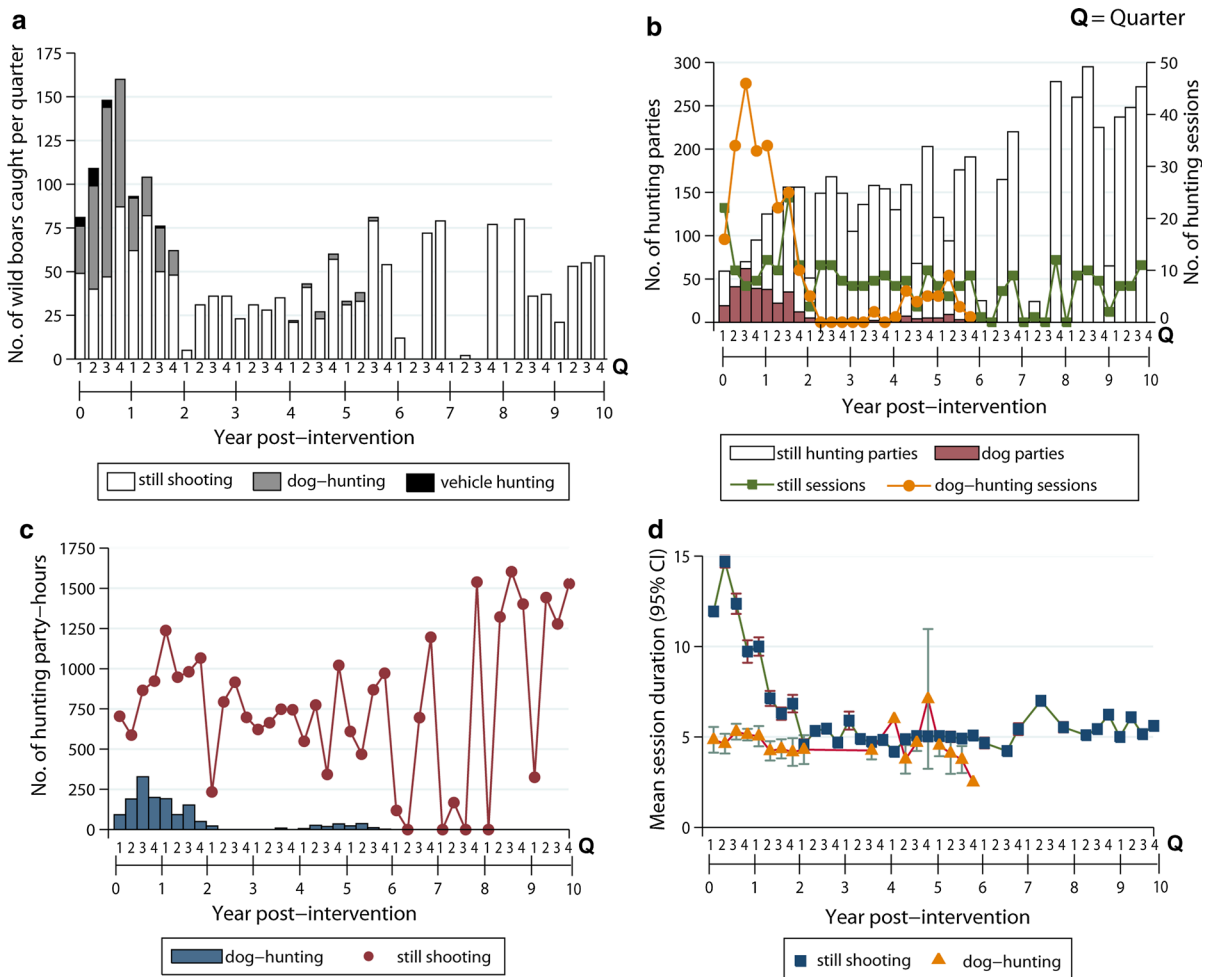 a
No. of wild boars caught per quarter
175
150
125
100
75
50
25
0
1 2 3 4 1 2 3 4 1 2 3 4 1 2 3 4 1 2 3 4 1 2 3 4 1 2 3 4 1 2 3 4 1 2 3 4 1 2 3 4 Q
0 1 2 3 4 5 6 7 8 9 10
Year post−intervention
still shooting dog−hunting vehicle hunting
Q = Quarter
b
No. of hunting parties
300
250
200
150
100
50
0
No. of hunting sessions
50
40
30
20
10
0
1 2 3 4 1 2 3 4 1 2 3 4 1 2 3 4 1 2 3 4 1 2 3 4 1 2 3 4 1 2 3 4 1 2 3 4 1 2 3 4 Q
0 1 2 3 4 5 6 7 8 9 10
Year post−intervention
still hunting parties dog parties
still sessions dog−hunting sessions
c
No. of hunting party−hours
1750
1500
1250
1000
750
500
250
0
1 2 3 4 1 2 3 4 1 2 3 4 1 2 3 4 1 2 3 4 1 2 3 4 1 2 3 4 1 2 3 4 1 2 3 4 1 2 3 4 Q
0 1 2 3 4 5 6 7 8 9 10
Year post−intervention
dog−hunting still shooting
d
Mean session duration (95% CI)
15
10
5
0
1 2 3 4 1 2 3 4 1 2 3 4 1 2 3 4 1 2 3 4 1 2 3 4 1 2 3 4 1 2 3 4 1 2 3 4 1 2 3 4 Q
0 1 2 3 4 5 6 7 8 9 10
Year post−intervention
still shooting dog−hunting